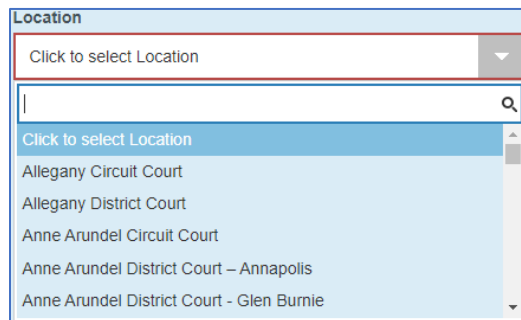 Location
Click to select Location
Click to select Location
Allegany Circuit Court
Allegany District Court
Anne Arundel Circuit Court
Anne Arundel District Court – Annapolis
Anne Arundel District Court - Glen Burnie